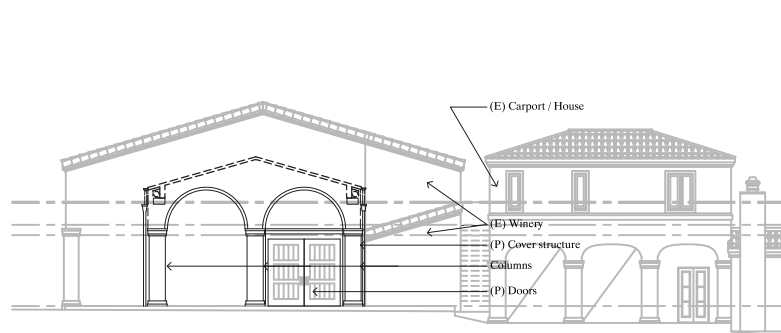 (E) Carport / House
(E) Winery
(P) Cover structure
Columns
(P) Doors